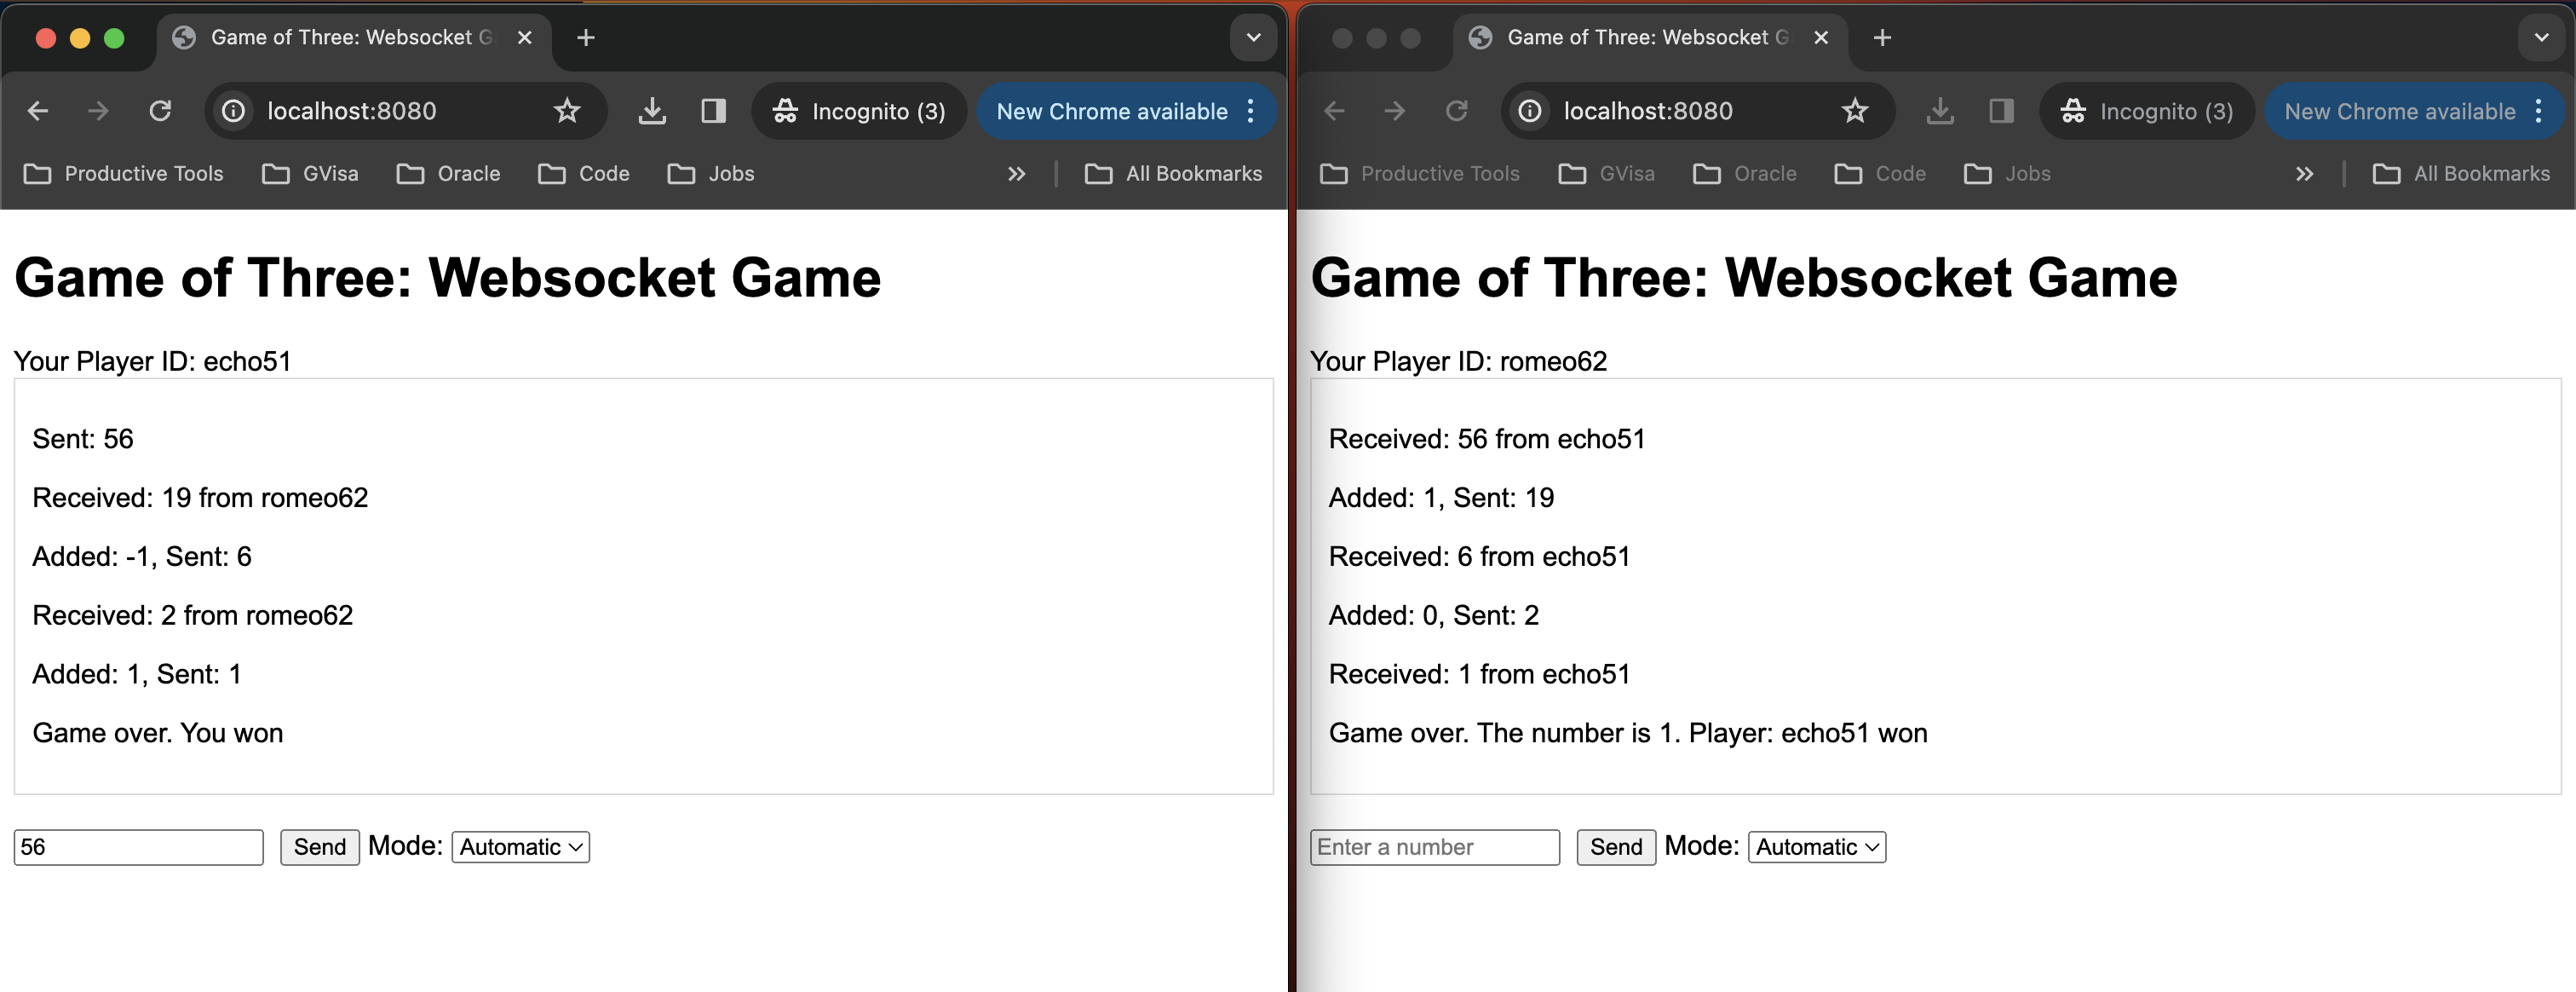 Game of Three: Websocket G
localhost:8080
Incognito (3)
New Chrome available
Productive Tools
GVisa
Oracle
Code
Jobs
All Bookmarks
Game of Three: Websocket Game
Your Player ID: echo51
Sent: 56
Received: 19 from romeo62
Added: -1, Sent: 6
Received: 2 from romeo62
Added: 1, Sent: 1
Game over. You won
56
Send
Mode:
Automatic
Game of Three: Websocket G
localhost:8080
Incognito (3)
New Chrome available
Productive Tools
GVisa
Oracle
Code
Jobs
All Bookmarks
Game of Three: Websocket Game
Your Player ID: romeo62
Received: 56 from echo51
Added: 1, Sent: 19
Received: 6 from echo51
Added: 0, Sent: 2
Received: 1 from echo51
Game over. The number is 1. Player: echo51 won
Enter a number
Send
Mode:
Automatic